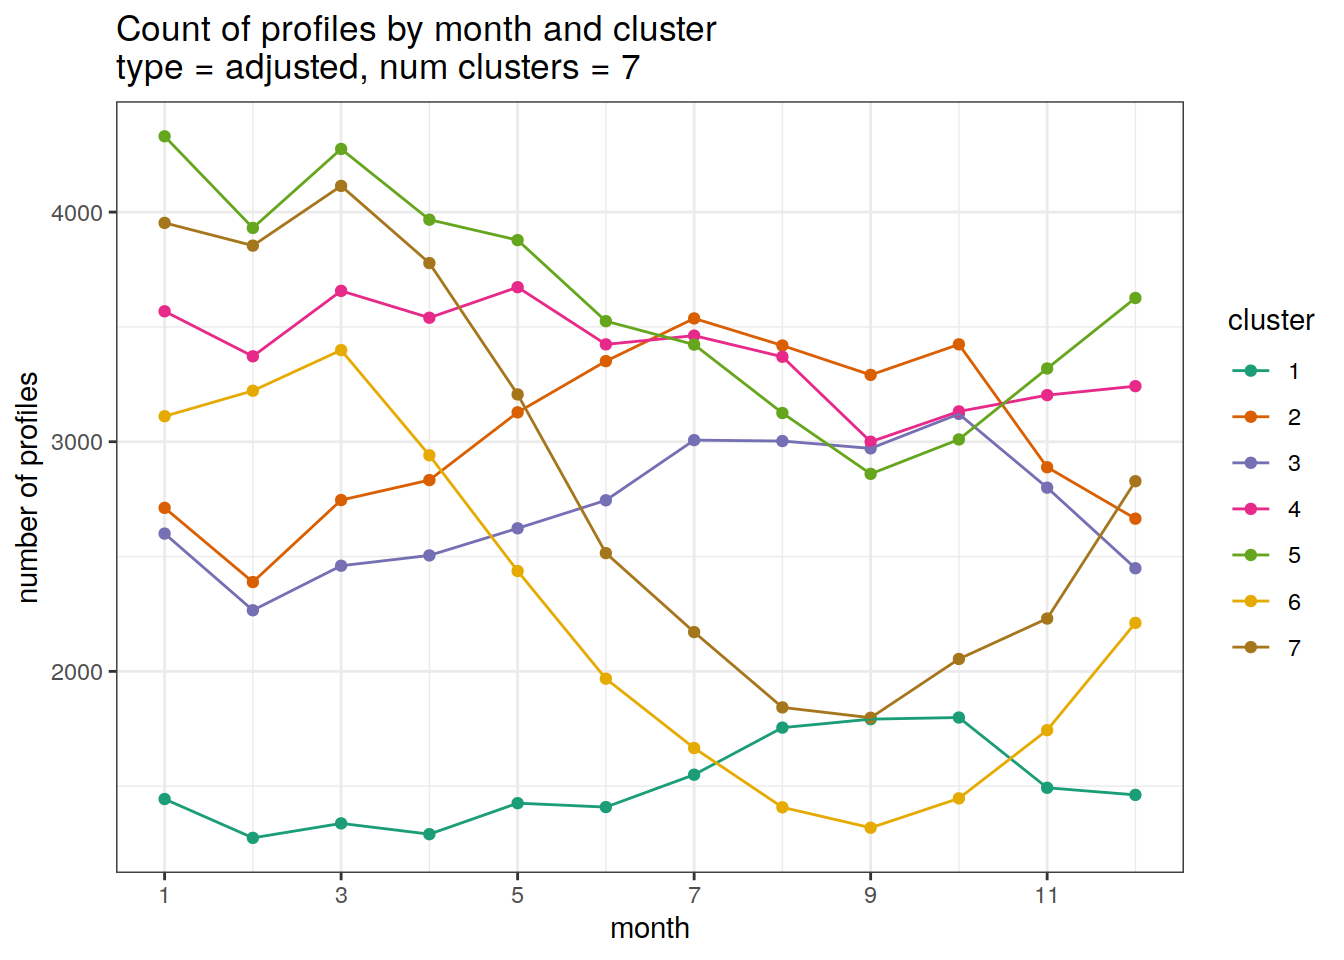 Count of profiles by month and cluster
type = adjusted, num clusters = 7
number of profiles
4000
3000
2000
1 3 5 7 9 11
month
cluster
1
2
3
4
5
6
7